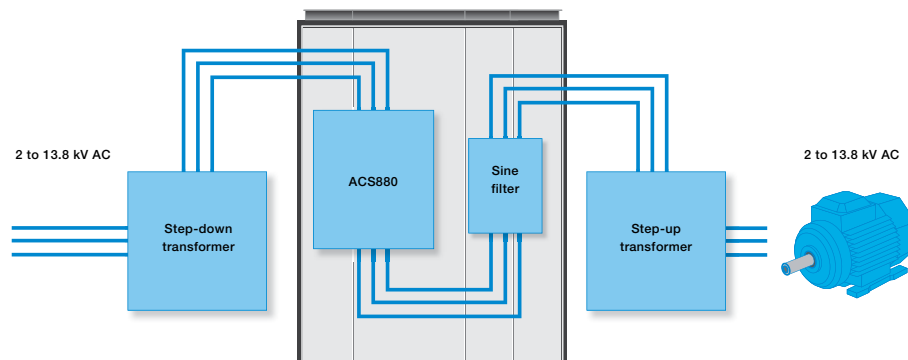 2 to 13.8 kV AC
Step-down
transformer
ACS880
Sine
filter
Step-up
transformer
2 to 13.8 kV AC